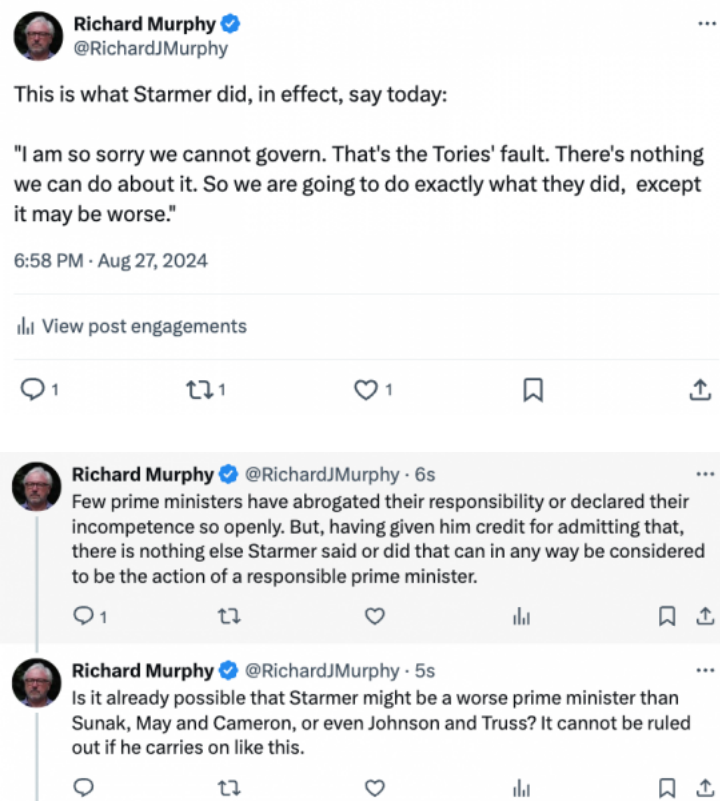 Richard Murphy
@RichardJMurphy
This is what Starmer did, in effect, say today:
"I am so sorry we cannot govern. That's the Tories' fault. There's nothing
we can do about it. So we are going to do exactly what they did,  except
it may be worse."
6:58 PM · Aug 27, 2024
View post engagements
1 1 1
Richard Murphy @RichardJMurphy · 6s
Few prime ministers have abrogated their responsibility or declared their
incompetence so openly. But, having given him credit for admitting that,
there is nothing else Starmer said or did that can in any way be considered
to be the action of a responsible prime minister.
1
Richard Murphy @RichardJMurphy · 5s
Is it already possible that Starmer might be a worse prime minister than
Sunak, May and Cameron, or even Johnson and Truss? It cannot be ruled
out if he carries on like this.